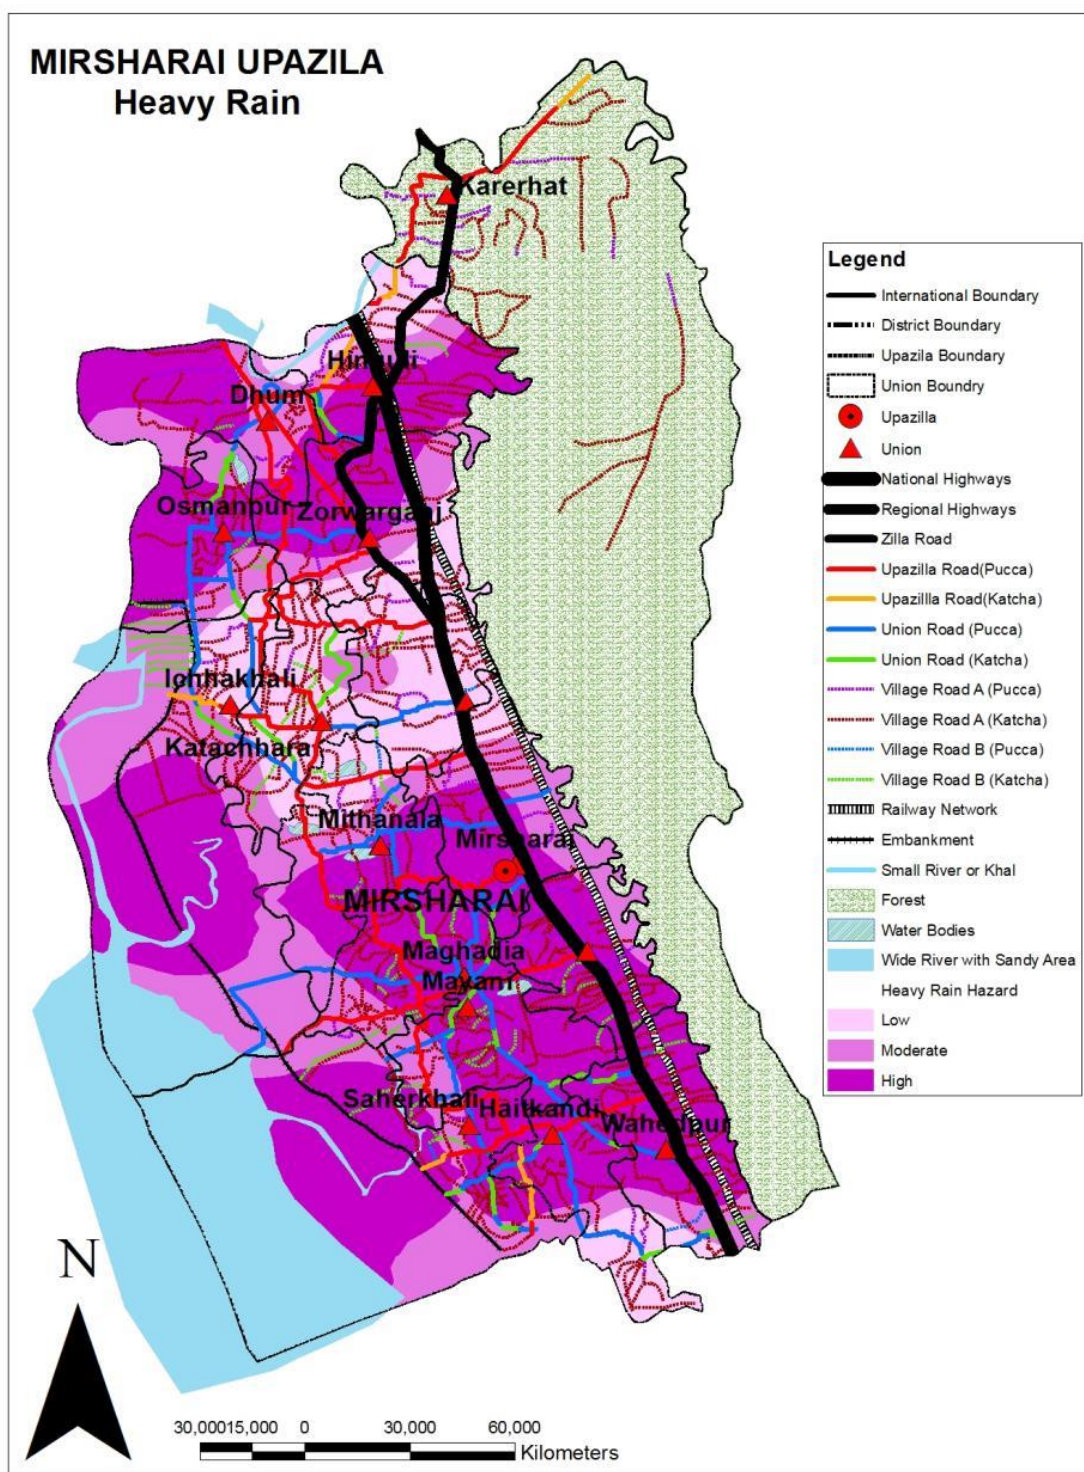 MIRSHARAI UPAZILA
Heavy Rain
Karerhat
Dhum
Osmanpur
Ichhakhali
Katachhara
Mithanala
Mirsharai
MIRSHARAI
Maghadia
Mayani
Saherkhali
Haitkandi
Wahedpur
Legend
International Boundary
District Boundary
Upazila Boundary
Union Boundry
Upazilla
Union
National Highways
Regional Highways
Zilla Road
Upazilla Road(Pucca)
Upazillla Road(Katcha)
Union Road (Pucca)
Union Road (Katcha)
Village Road A (Pucca)
Village Road A (Katcha)
Village Road B (Pucca)
Village Road B (Katcha)
Railway Network
Embankment
Small River or Khal
Forest
Water Bodies
Wide River with Sandy Area
Heavy Rain Hazard
Low
Moderate
High
N
30,00015,000 0 30,000 60,000
Kilometers